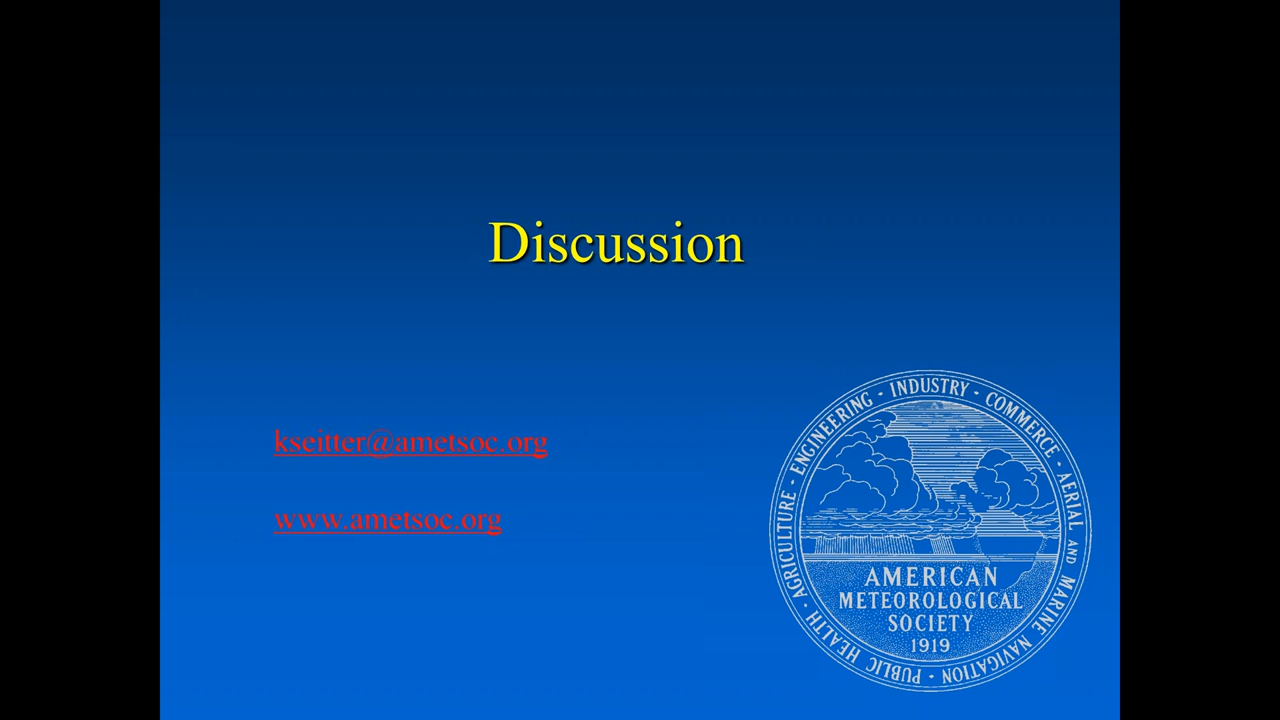 Discussion
kseitter@ametsoc.org
www.ametsoc.org
AGRICULTURE · ENGINEERING · INDUSTRY · COMMERCE · AERIAL AND MARINE NAVIGATION · PUBLIC HEALTH ·
AMERICAN
METEOROLOGICAL
SOCIETY
1919